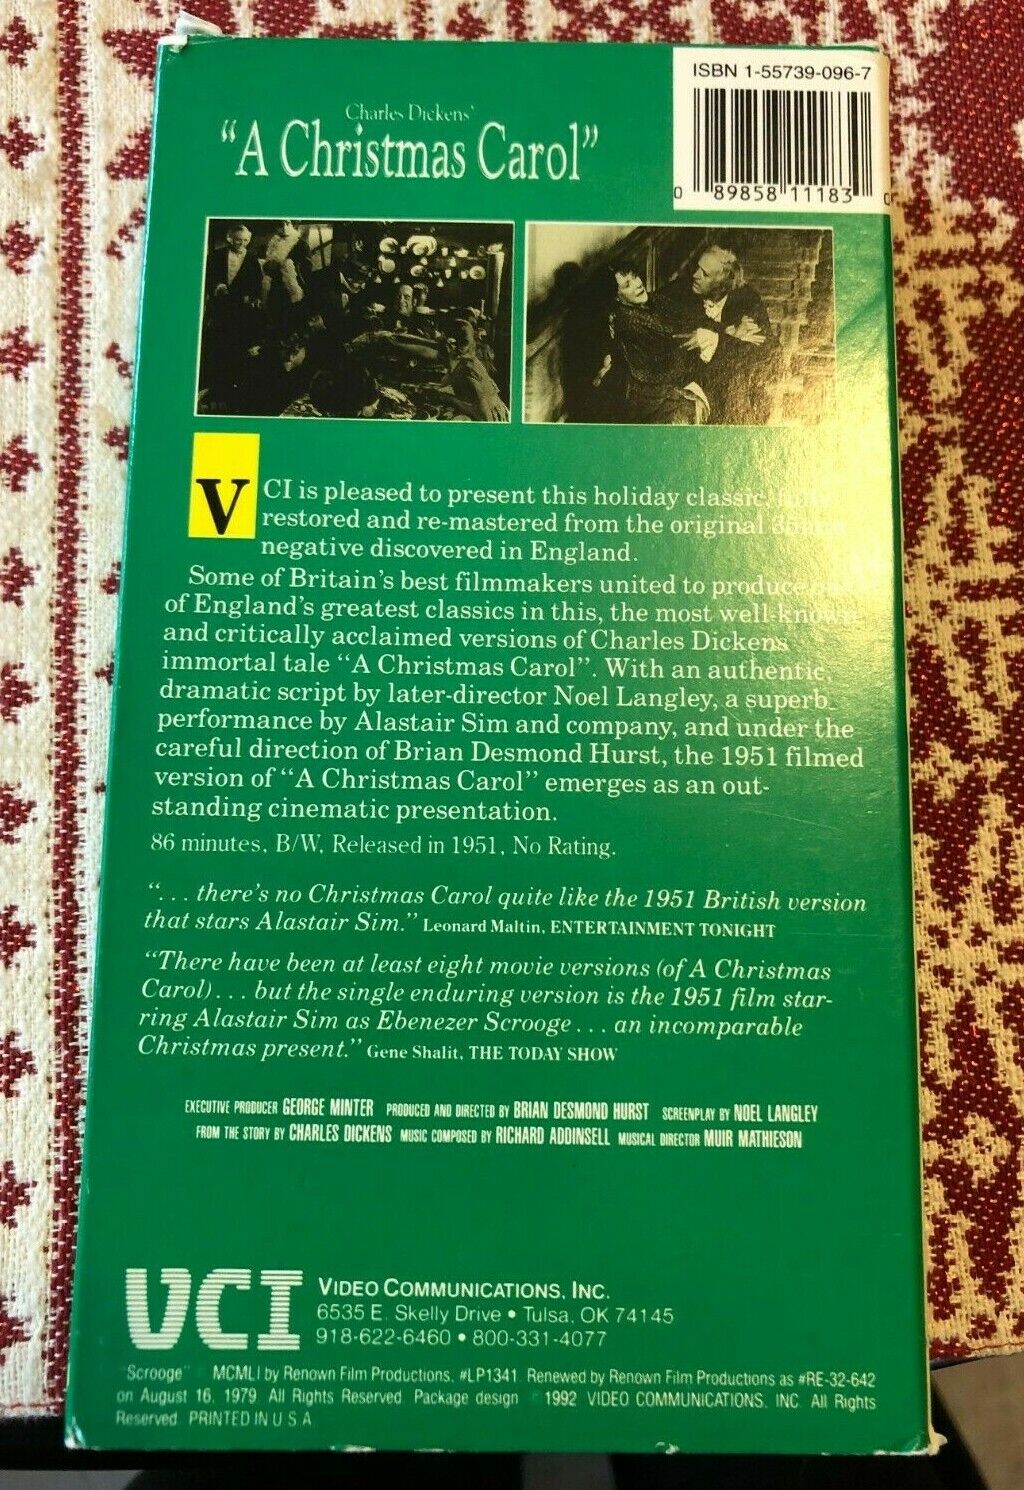 ISBN 1-55739-096-7
0 89858 11183 0
Charles Dickens'
"A Christmas Carol"
VCI is pleased to present this holiday classic,
restored and re-mastered from the original
negative discovered in England.
Some of Britain's best filmmakers united to produce
of England's greatest classics in this, the most well-known
and critically acclaimed versions of Charles Dickens
immortal tale "A Christmas Carol". With an authentic,
dramatic script by later-director Noel Langley, a superb
performance by Alastair Sim and company, and under the
careful direction of Brian Desmond Hurst, the 1951 filmed
version of "A Christmas Carol" emerges as an out-
standing cinematic presentation.
86 minutes, B/W, Released in 1951, No Rating.
"... there's no Christmas Carol quite like the 1951 British version
that stars Alastair Sim." Leonard Maltin, ENTERTAINMENT TONIGHT
"There have been at least eight movie versions (of A Christmas
Carol)... but the single enduring version is the 1951 film star-
ring Alastair Sim as Ebenezer Scrooge... an incomparable
Christmas present." Gene Shalit, THE TODAY SHOW
EXECUTIVE PRODUCER GEORGE MINTER PRODUCED AND DIRECTED BY BRIAN DESMOND HURST SCREENPLAY BY NOEL LANGLEY
FROM THE STORY BY CHARLES DICKENS MUSIC COMPOSED BY RICHARD ADDINSELL MUSICAL DIRECTOR MUIR MATHIESON
VCI
VIDEO COMMUNICATIONS, INC.
6535 E. Skelly Drive • Tulsa, OK 74145
918-622-6460 • 800-331-4077
"Scrooge" © MCMLI by Renown Film Productions, #LP1341. Renewed by Renown Film Productions as #RE-32-642
on August 16, 1979. All Rights Reserved. Package design © 1992 VIDEO COMMUNICATIONS, INC. All Rights
Reserved. PRINTED IN U S A